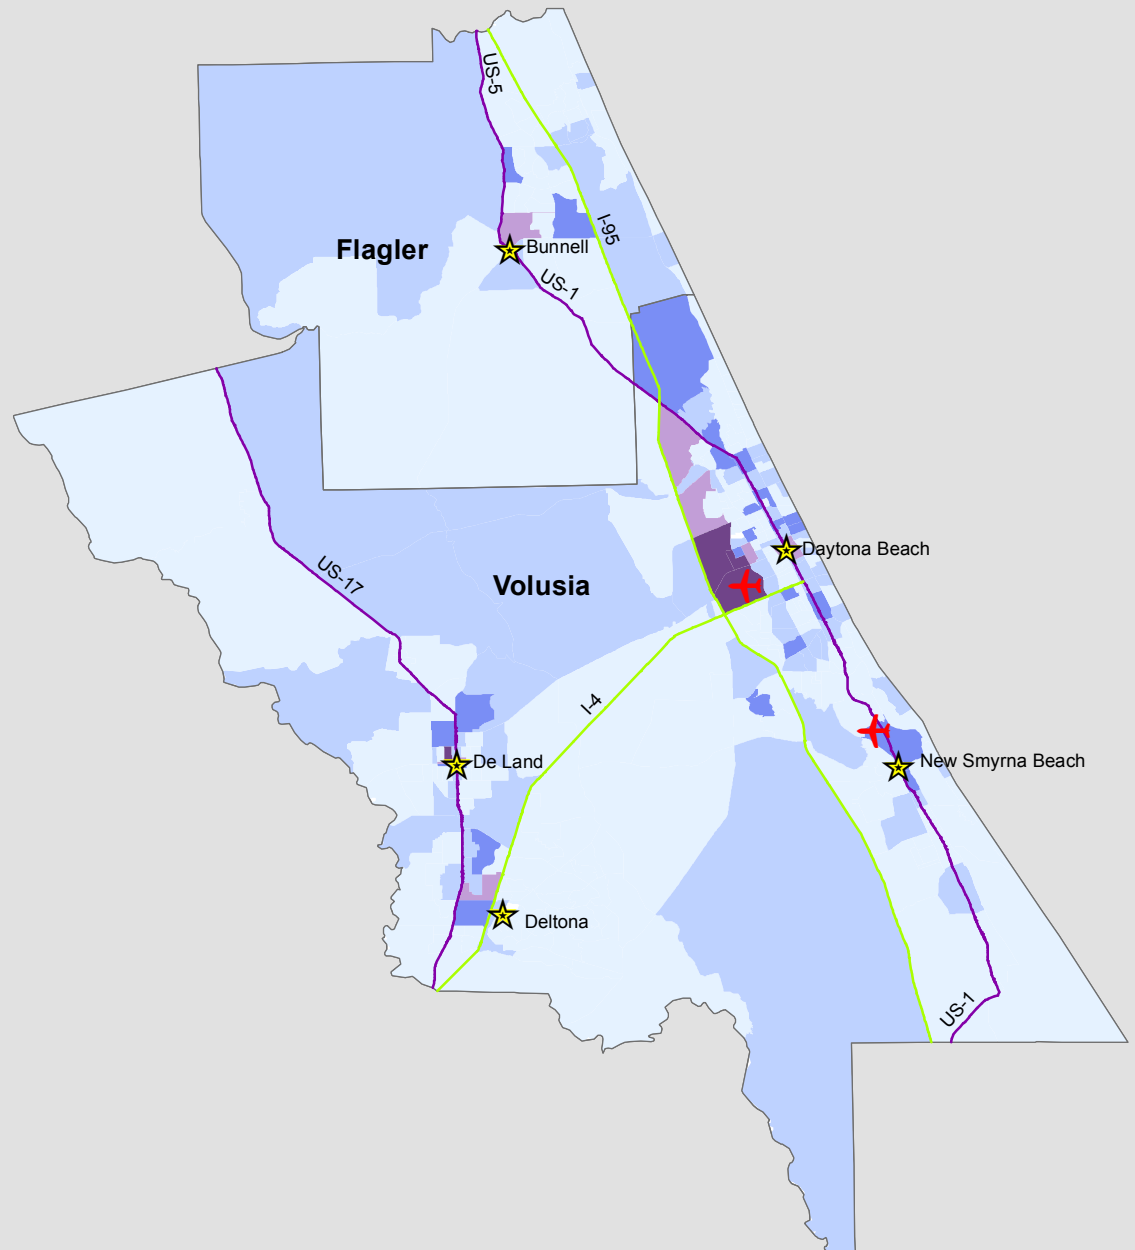 US-5
I-95
Flagler
Bunnell
US-1
Daytona Beach
US-17
Volusia
I-4
De Land
New Smyrna Beach
Deltona
US-1